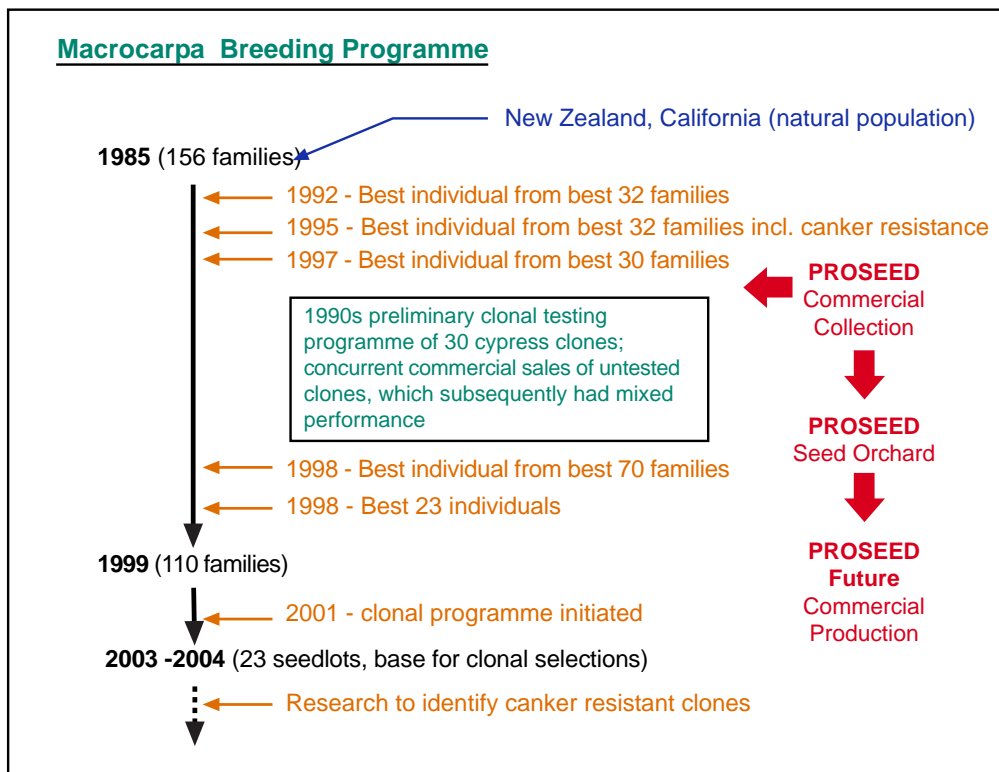 Macrocarpa Breeding Programme
New Zealand, California (natural population)
1985 (156 families)
1992 - Best individual from best 32 families
1995 - Best individual from best 32 families incl. canker resistance
1997 - Best individual from best 30 families
PROSEED
Commercial
Collection
1990s preliminary clonal testing
programme of 30 cypress clones;
concurrent commercial sales of untested
clones, which subsequently had mixed
performance
PROSEED
Seed Orchard
1998 - Best individual from best 70 families
1998 - Best 23 individuals
1999 (110 families)
PROSEED
Future
Commercial
Production
2001 - clonal programme initiated
2003 -2004 (23 seedlots, base for clonal selections)
Research to identify canker resistant clones